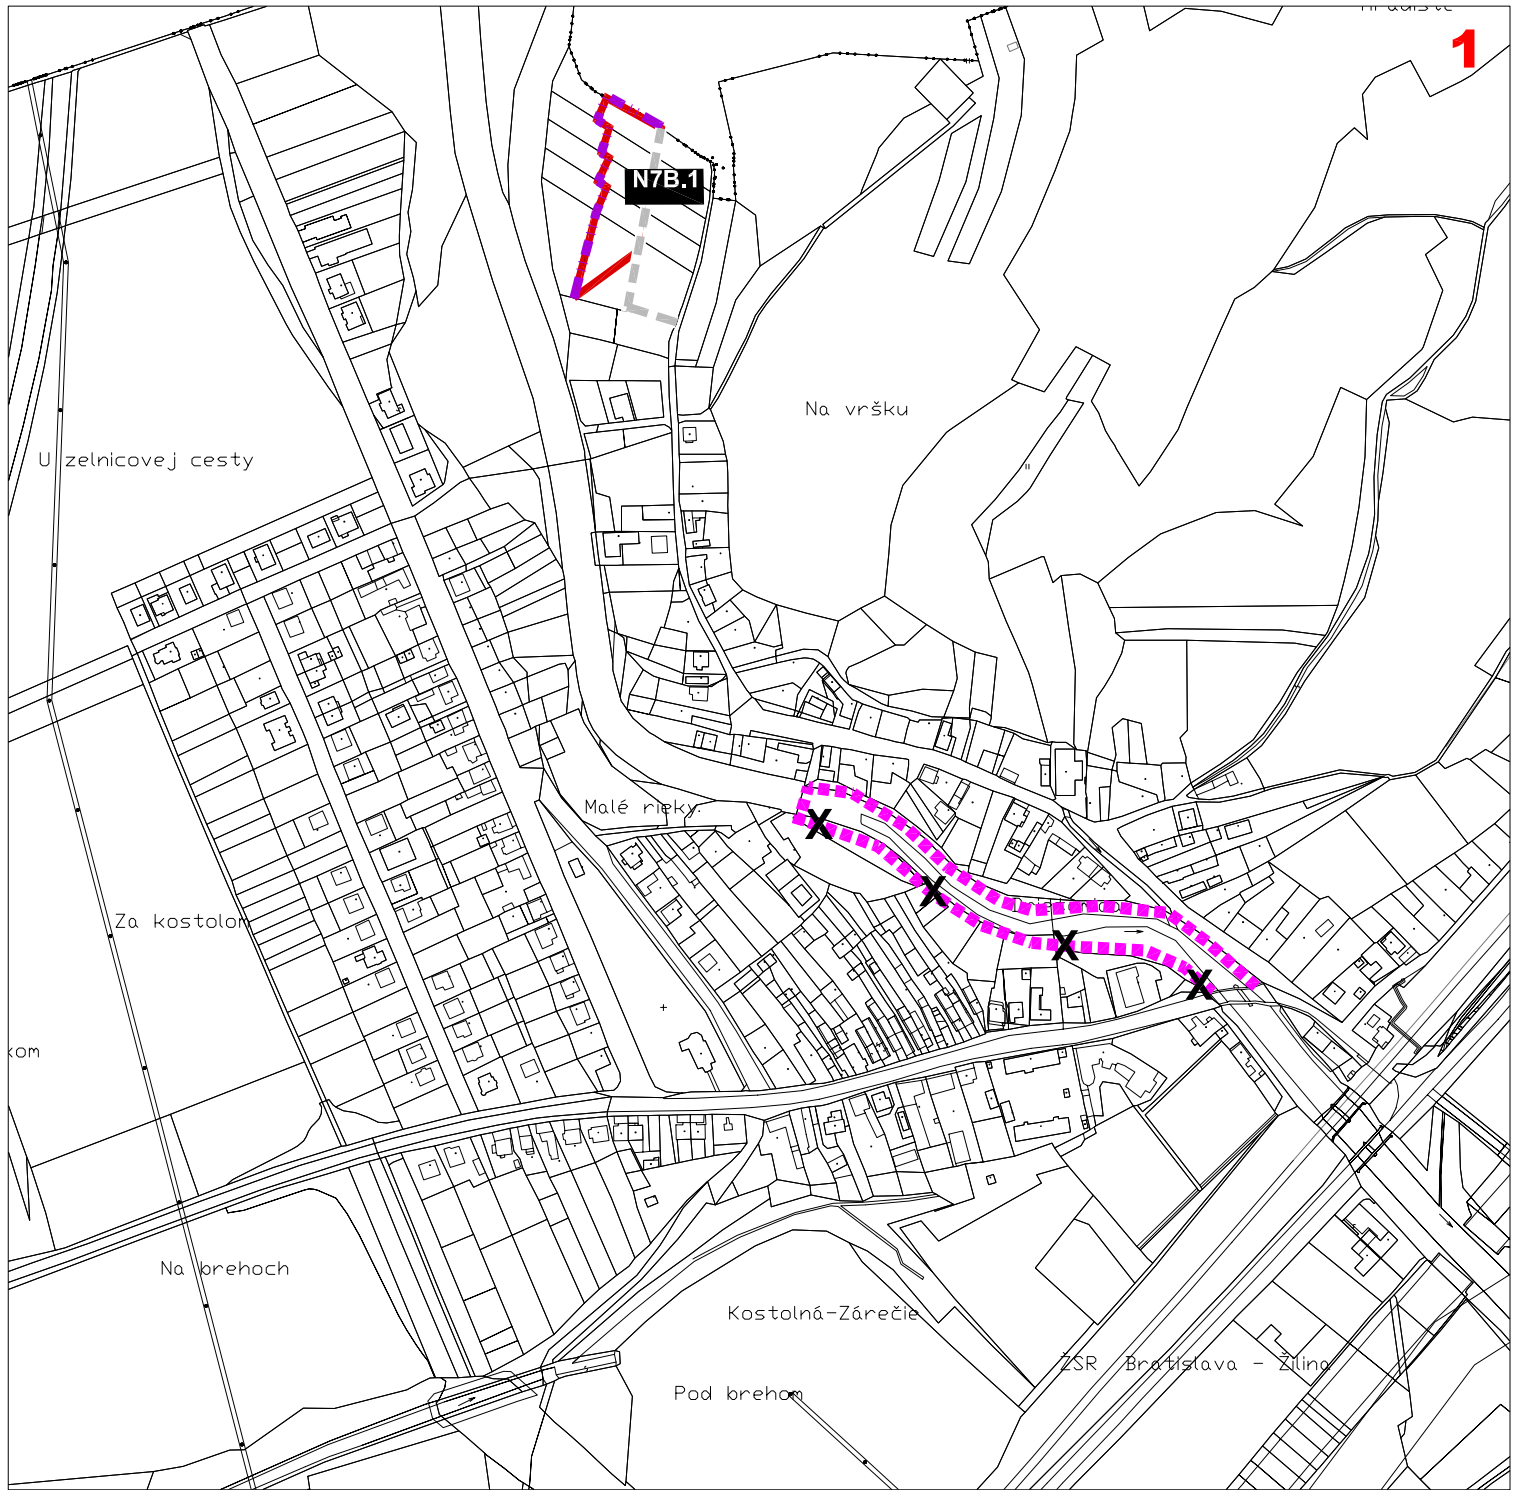 1
N7B.1
Na vršku
U zelnicovej cesty
Malé rieky
Za kostolom
kom
X
X
X
X
Na brehoch
Kostolná-Zárečie
ŽSR Bratislava - Žilina
Pod brehom